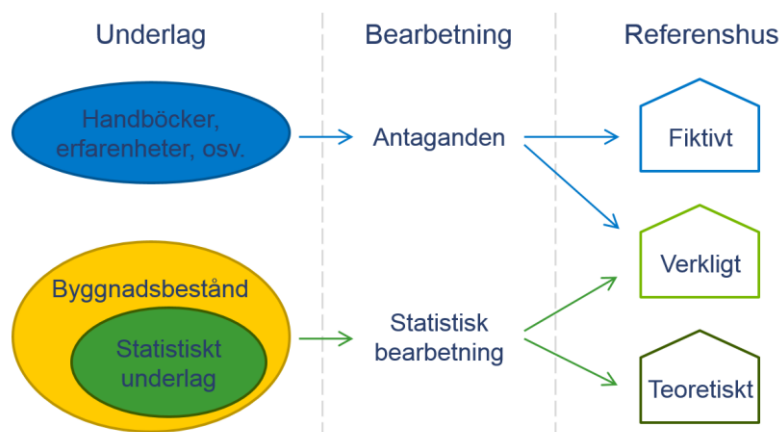 Underlag
Bearbetning
Referenshus
Handböcker,
erfarenheter, osv.
Antaganden
Fiktivt
Verkligt
Byggnadsbestånd
Statistiskt
underlag
Statistisk
bearbetning
Teoretiskt